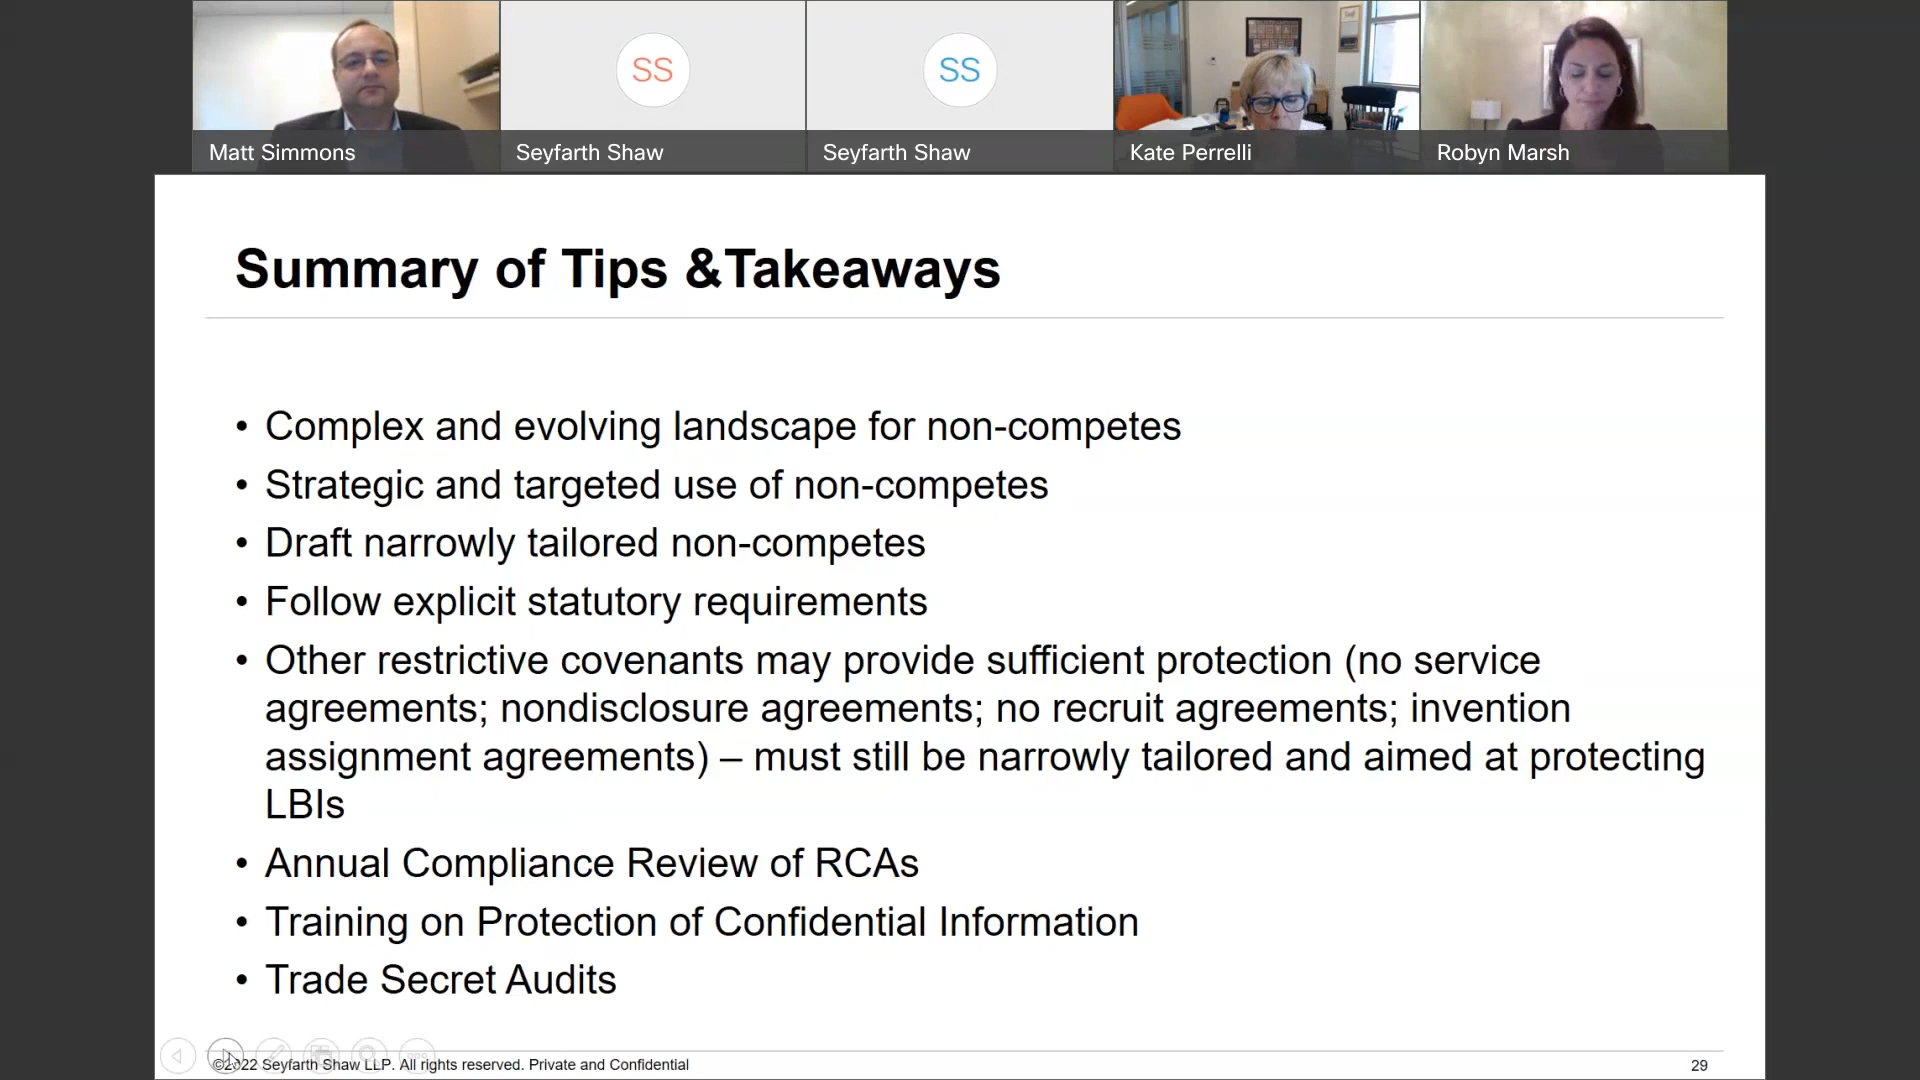 SS
SS
Matt Simmons
Seyfarth Shaw
Seyfarth Shaw
Kate Perrelli
Robyn Marsh
Summary of Tips &Takeaways
• Complex and evolving landscape for non-competes
• Strategic and targeted use of non-competes
• Draft narrowly tailored non-competes
• Follow explicit statutory requirements
• Other restrictive covenants may provide sufficient protection (no service
agreements; nondisclosure agreements; no recruit agreements; invention
assignment agreements) – must still be narrowly tailored and aimed at protecting
LBIs
• Annual Compliance Review of RCAs
• Training on Protection of Confidential Information
• Trade Secret Audits
©2022 Seyfarth Shaw LLP. All rights reserved. Private and Confidential
29